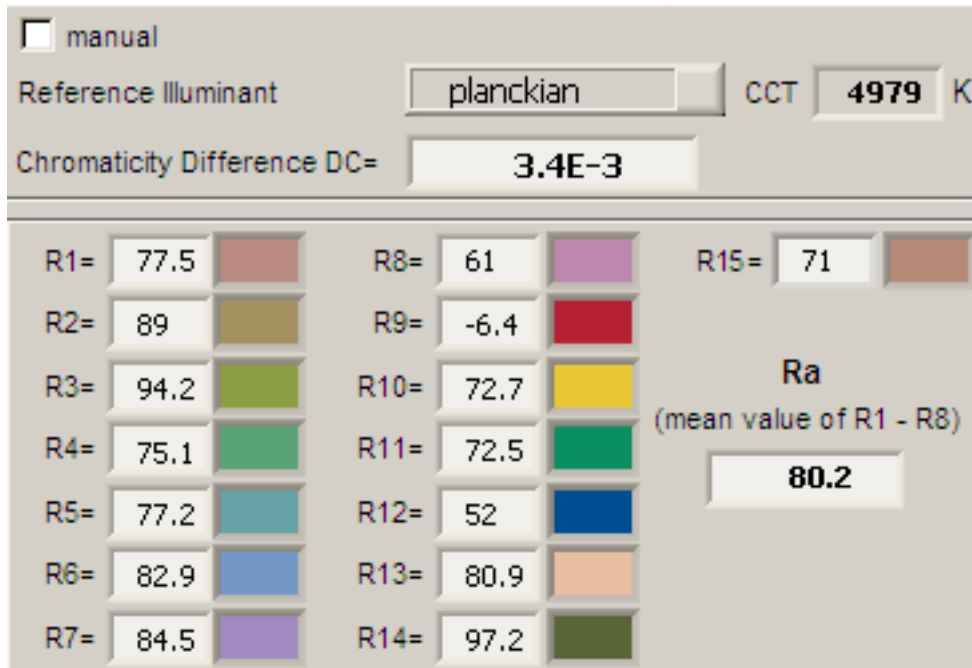 manual
Reference Illuminant planckian CCT 4979 K
Chromaticity Difference DC= 3.4E-3
R1= 77.5 R8= 61 R15= 71
R2= 89 R9= -6.4
R3= 94.2 R10= 72.7 Ra
(mean value of R1 - R8)
R4= 75.1 R11= 72.5
80.2
R5= 77.2 R12= 52
R6= 82.9 R13= 80.9
R7= 84.5 R14= 97.2